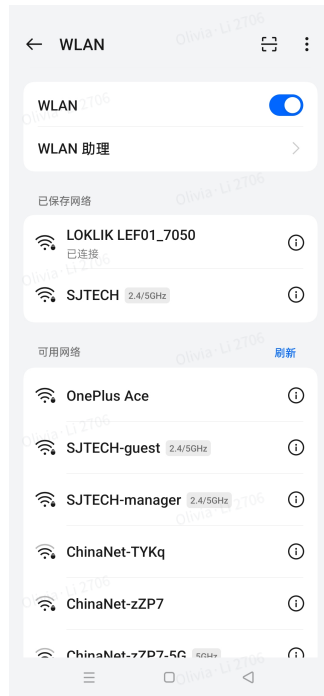 WLAN
WLAN
WLAN 助理
已保存网络
LOKLIK LEF01_7050
已连接
SJTECH 2.4/5GHz
可用网络 刷新
OnePlus Ace
SJTECH-guest 2.4/5GHz
SJTECH-manager 2.4/5GHz
ChinaNet-TYKq
ChinaNet-zZP7
ChinaNet-zZP7-5G 5GHz
Olivia· Li 2706